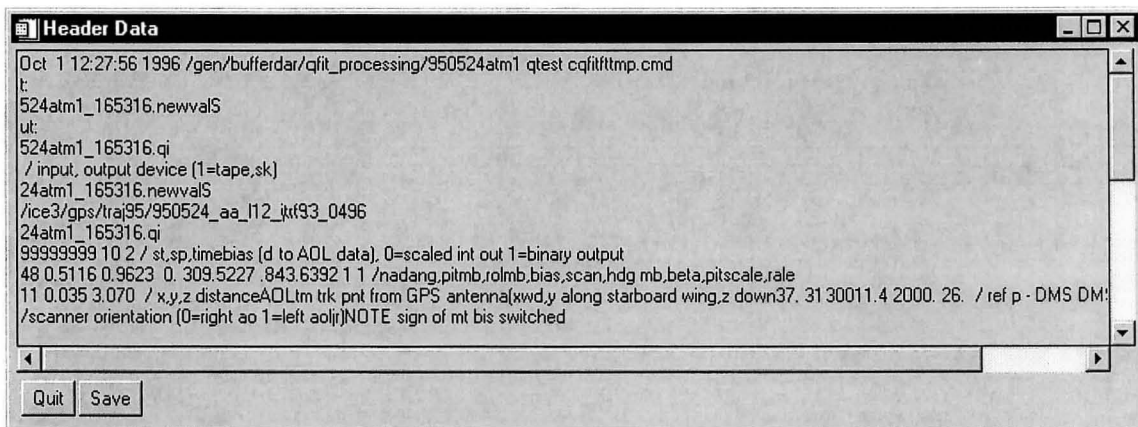 Header Data
Oct 1 12:27:56 1996 /gen/bufferdar/qfit_processing/950524atm1 qtest cqfitfttmp.cmd
t:
524atm1_165316.newvalS
ut:
524atm1_165316.qi
/ input, output device (1=tape,sk)
24atm1_165316.newvalS
/ice3/gps/traj95/950524_aa_l12_
24atm1_165316.qi
99999999 10 2 / st,sp,timebias (d to AOL data), 0=scaled int out 1=binary output
48 0.5116 0.9623 0. 309.5227 .843.6392 1 1 /nadang,pitmb,rolmb,bias,scan,hdg mb,beta,pitscale,rale
11 0.035 3.070 / x,y,z distanceAOLtm trk pnt from GPS antenna(xwd,y along starboard wing,z down37. 31 30011.4 2000. 26. / ref p - DMS
/scanner orientation (0=right ao 1=left aoljr)NOTE sign of mt bis switched
Quit Save